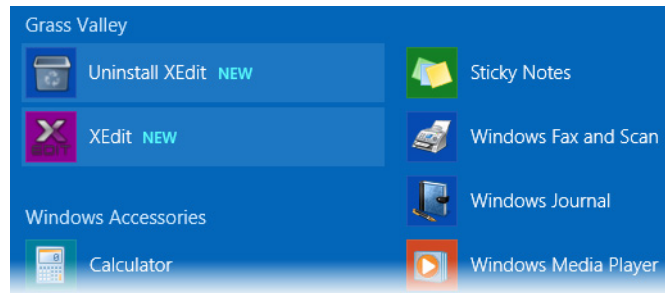 Grass Valley
Uninstall XEdit NEW
XEdit NEW
Windows Accessories
Calculator
Sticky Notes
Windows Fax and Scan
Windows Journal
Windows Media Player